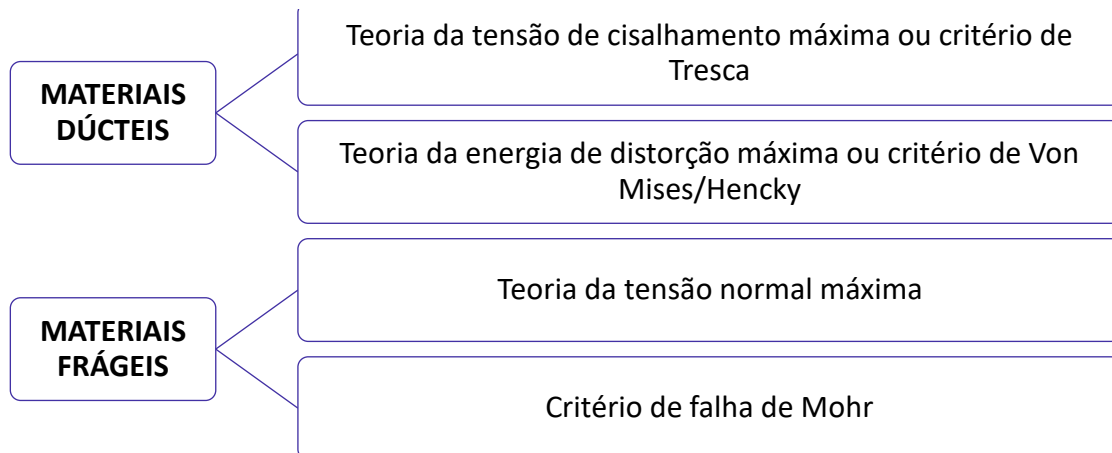 Teoria da tensão de cisalhamento máxima ou critério de
Tresca
MATERIAIS
DÚCTEIS
Teoria da energia de distorção máxima ou critério de Von
Mises/Hencky
Teoria da tensão normal máxima
MATERIAIS
FRÁGEIS
Critério de falha de Mohr